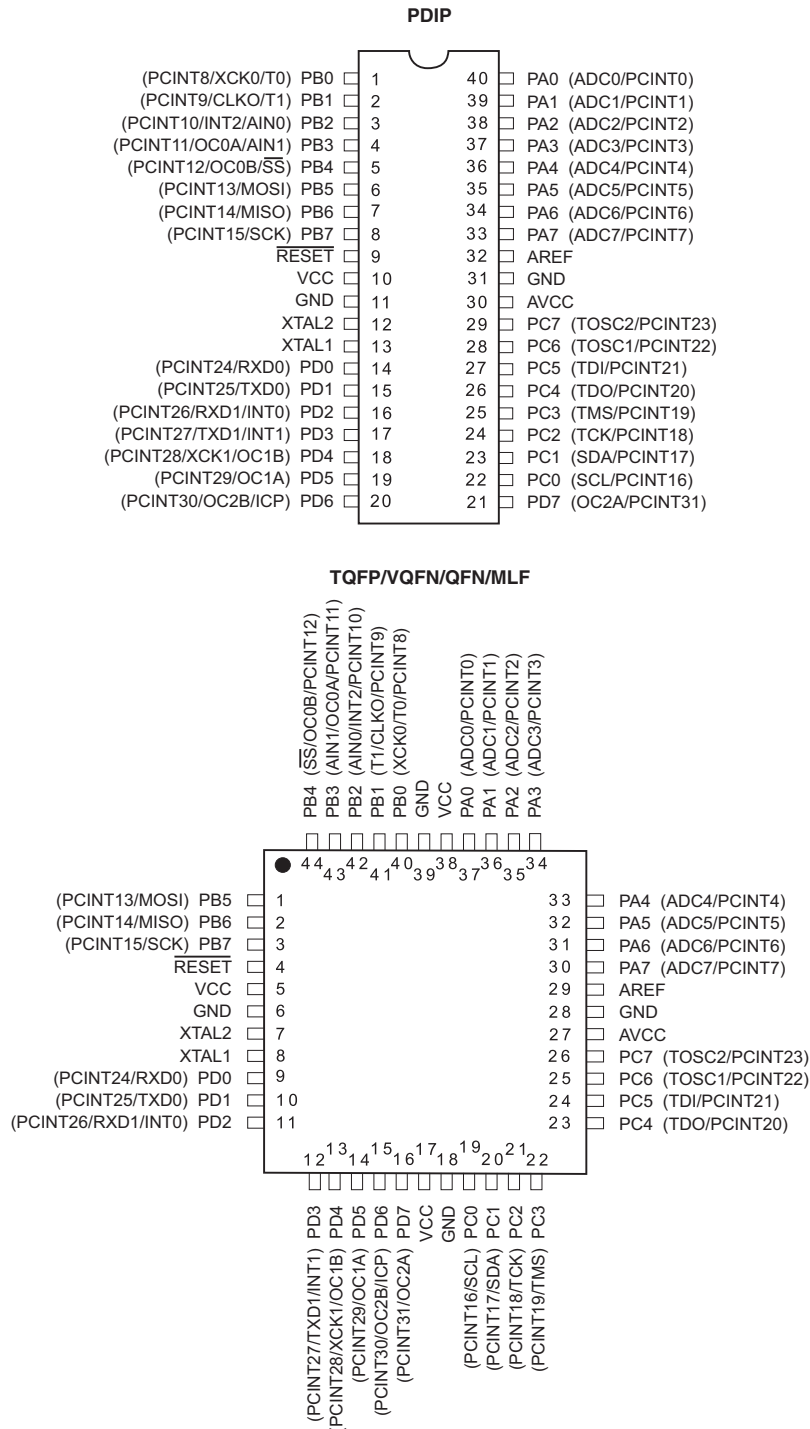 PDIP
(PCINT8/XCK0/T0) PB0 1 40 PA0 (ADC0/PCINT0)
(PCINT9/CLKO/T1) PB1 2 39 PA1 (ADC1/PCINT1)
(PCINT10/INT2/AIN0) PB2 3 38 PA2 (ADC2/PCINT2)
(PCINT11/OC0A/AIN1) PB3 4 37 PA3 (ADC3/PCINT3)
(PCINT12/OC0B/SS) PB4 5 36 PA4 (ADC4/PCINT4)
(PCINT13/MOSI) PB5 6 35 PA5 (ADC5/PCINT5)
(PCINT14/MISO) PB6 7 34 PA6 (ADC6/PCINT6)
(PCINT15/SCK) PB7 8 33 PA7 (ADC7/PCINT7)
RESET 9 32 AREF
VCC 10 31 GND
GND 11 30 AVCC
XTAL2 12 29 PC7 (TOSC2/PCINT23)
XTAL1 13 28 PC6 (TOSC1/PCINT22)
(PCINT24/RXD0) PD0 14 27 PC5 (TDI/PCINT21)
(PCINT25/TXD0) PD1 15 26 PC4 (TDO/PCINT20)
(PCINT26/RXD1/INT0) PD2 16 25 PC3 (TMS/PCINT19)
(PCINT27/TXD1/INT1) PD3 17 24 PC2 (TCK/PCINT18)
(PCINT28/XCK1/OC1B) PD4 18 23 PC1 (SDA/PCINT17)
(PCINT29/OC1A) PD5 19 22 PC0 (SCL/PCINT16)
(PCINT30/OC2B/ICP) PD6 20 21 PD7 (OC2A/PCINT31)
TQFP/VQFN/QFN/MLF
PB4 (SS/OC0B/PCINT12)
PB3 (AIN1/OC0A/PCINT11)
PB2 (AIN0/INT2/PCINT10)
PB1 (T1/CLKO/PCINT9)
PB0 (XCK0/T0/PCINT8)
GND
VCC
PA0 (ADC0/PCINT0)
PA1 (ADC1/PCINT1)
PA2 (ADC2/PCINT2)
PA3 (ADC3/PCINT3)
44 43 42 41 40 39 38 37 36 35 34
(PCINT13/MOSI) PB5 1 33 PA4 (ADC4/PCINT4)
(PCINT14/MISO) PB6 2 32 PA5 (ADC5/PCINT5)
(PCINT15/SCK) PB7 3 31 PA6 (ADC6/PCINT6)
RESET 4 30 PA7 (ADC7/PCINT7)
VCC 5 29 AREF
GND 6 28 GND
XTAL2 7 27 AVCC
XTAL1 8 26 PC7 (TOSC2/PCINT23)
(PCINT24/RXD0) PD0 9 25 PC6 (TOSC1/PCINT22)
(PCINT25/TXD0) PD1 10 24 PC5 (TDI/PCINT21)
(PCINT26/RXD1/INT0) PD2 11 23 PC4 (TDO/PCINT20)
12 13 14 15 16 17 18 19 20 21 22
(PCINT27/TXD1/INT1) PD3
(PCINT28/XCK1/OC1B) PD4
(PCINT29/OC1A) PD5
(PCINT30/OC2B/ICP) PD6
(PCINT31/OC2A) PD7
VCC
GND
(PCINT16/SCL) PC0
(PCINT17/SDA) PC1
(PCINT18/TCK) PC2
(PCINT19/TMS) PC3